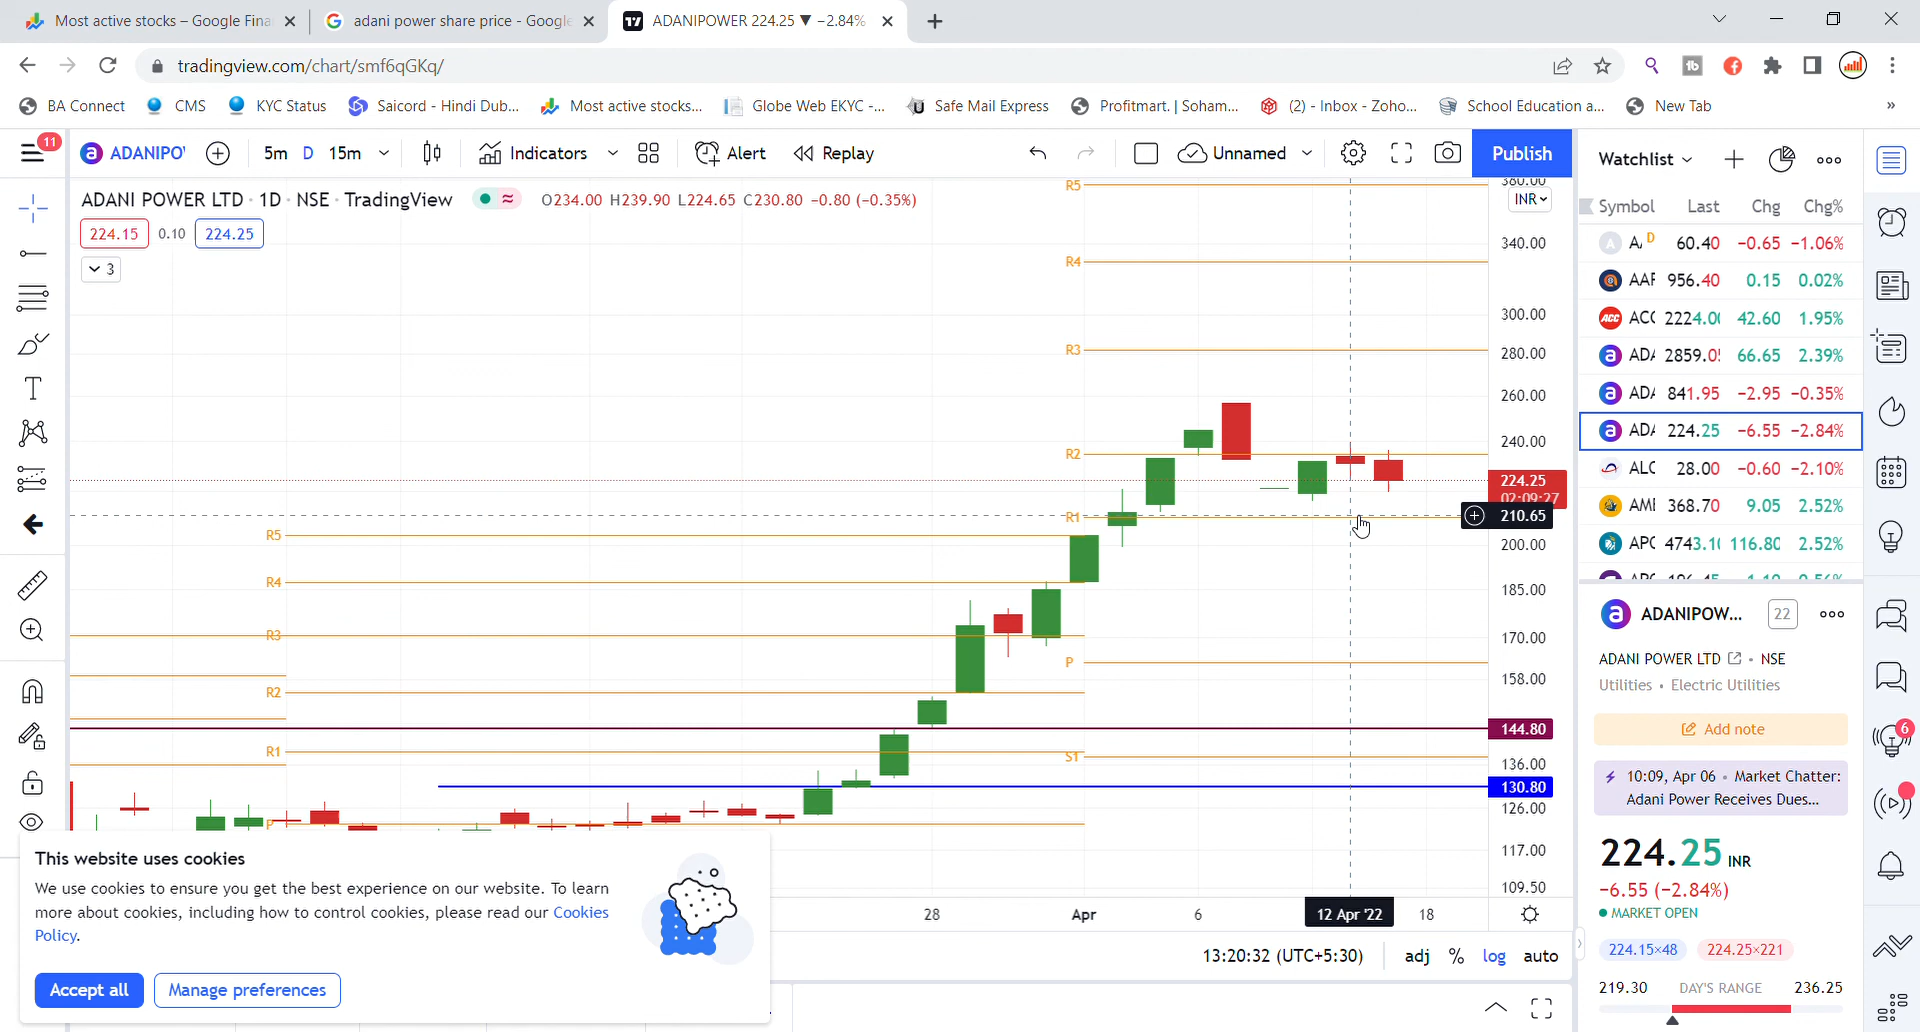 Most active stocks – Google Fina
adani power share price - Google
ADANIPOWER 224.25 ▼ −2.84%
tradingview.com/chart/smf6qGKq/
BA Connect
CMS
KYC Status
Saicord - Hindi Dub...
Most active stocks...
Globe Web EKYC -...
Safe Mail Express
Profitmart. | Soham...
(2) - Inbox - Zoho...
School Education a...
New Tab
»
11
ADANIPO
5m D 15m
Indicators
Alert
Replay
Unnamed
Publish
ADANI POWER LTD · 1D · NSE · TradingView
O234.00 H239.90 L224.65 C230.80 −0.80 (−0.35%)
224.15 0.10 224.25
3
INR
380.00
340.00
300.00
280.00
260.00
240.00
224.25
02:09:27
210.65
200.00
185.00
170.00
158.00
144.80
136.00
130.80
126.00
117.00
109.50
R5
R4
R3
R2
R1
P
S1
R5
R4
R3
R2
R1
P
28 Apr 6 12 Apr '22 18
13:20:32 (UTC+5:30) adj % log auto
This website uses cookies
We use cookies to ensure you get the best experience on our website. To learn
more about cookies, including how to control cookies, please read our Cookies
Policy.
Accept all
Manage preferences
Watchlist
Symbol Last Chg Chg%
D 60.40 −0.65 −1.06%
956.40 0.15 0.02%
ACC 2224.00 42.60 1.95%
ADA 2859.05 66.65 2.39%
ADA 841.95 −2.95 −0.35%
ADA 224.25 −6.55 −2.84%
28.00 −0.60 −2.10%
368.70 9.05 2.52%
4743.10 116.80 2.52%
ADANIPOW...
22
ADANI POWER LTD · NSE
Utilities • Electric Utilities
Add note
10:09, Apr 06 • Market Chatter:
Adani Power Receives Dues...
224.25 INR
−6.55 (−2.84%)
MARKET OPEN
224.15×48 224.25×221
219.30 DAY'S RANGE 236.25
6